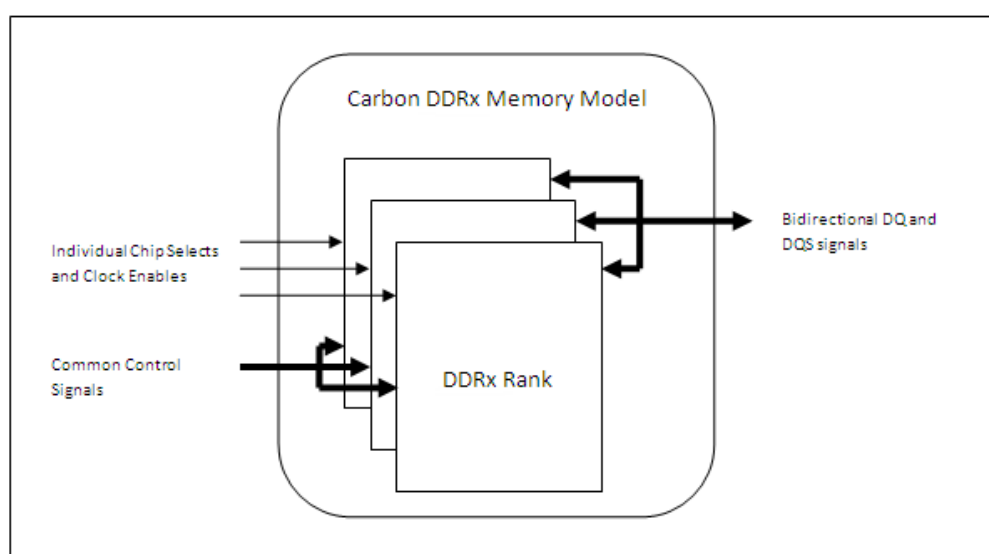 Carbon DDRx Memory Model
Individual Chip Selects
and Clock Enables
Bidirectional DQ and
DQS signals
Common Control
Signals
DDRx Rank